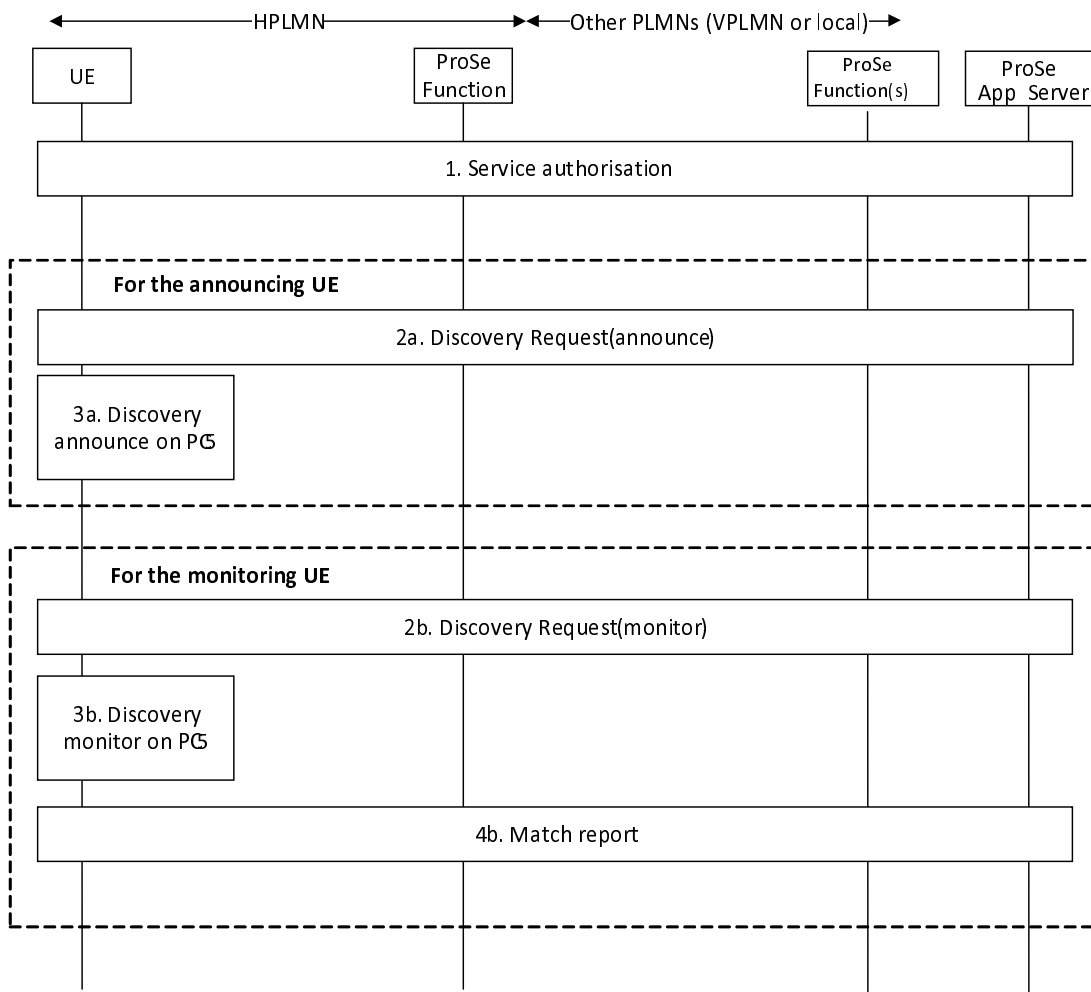 HPLMN
Other PLMNs (VPLMN or local)
UE
ProSe
Function
ProSe
Function(s)
ProSe
App Server
1. Service authorisation
For the announcing UE
2a. Discovery Request(announce)
3a. Discovery
announce on PC5
For the monitoring UE
2b. Discovery Request(monitor)
3b. Discovery
monitor on PC5
4b. Match report